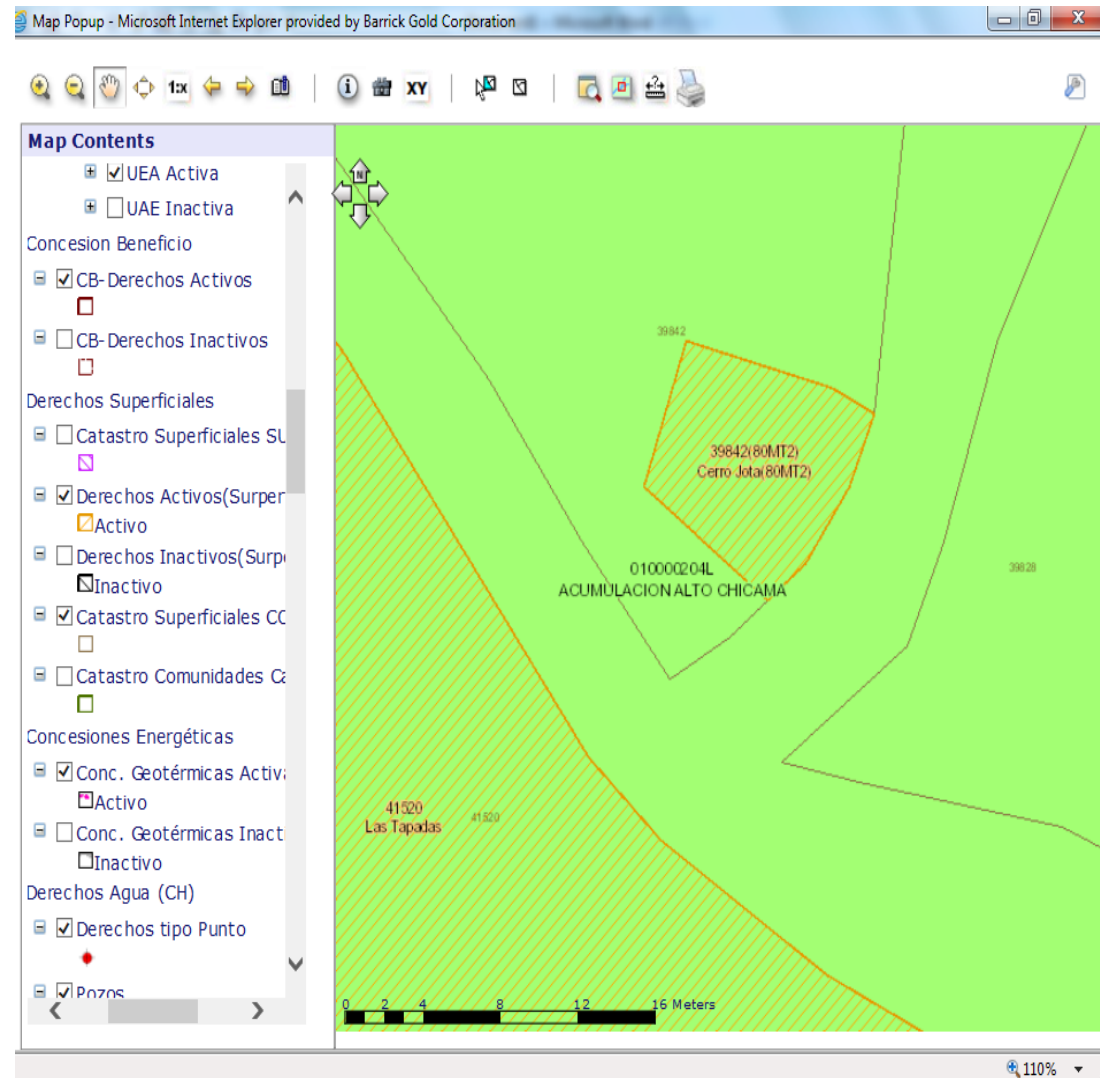 Map Popup - Microsoft Internet Explorer provided by Barrick Gold Corporation
1:x
i
XY
Map Contents
UEA Activa
UAE Inactiva
Concesion Beneficio
CB-Derechos Activos
CB-Derechos Inactivos
Derechos Superficiales
Catastro Superficiales SU
Derechos Activos(Surper
Activo
Derechos Inactivos(Surpe
Inactivo
Catastro Superficiales CO
Catastro Comunidades Ca
Concesiones Energéticas
Conc. Geotérmicas Activa
Activo
Conc. Geotérmicas Inacti
Inactivo
Derechos Agua (CH)
Derechos tipo Punto
Pozos
N
39842
39842(80MT2)
Cerro Jota(80MT2)
010000204L
ACUMULACION ALTO CHICAMA
39828
41520
Las Tapadas
41520
0 2 4 8 12 16 Meters
110%